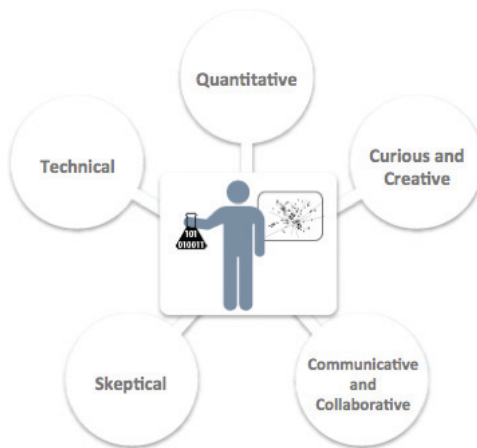 Quantitative
Technical
Curious and
Creative
101
010011
Skeptical
Communicative
and
Collaborative